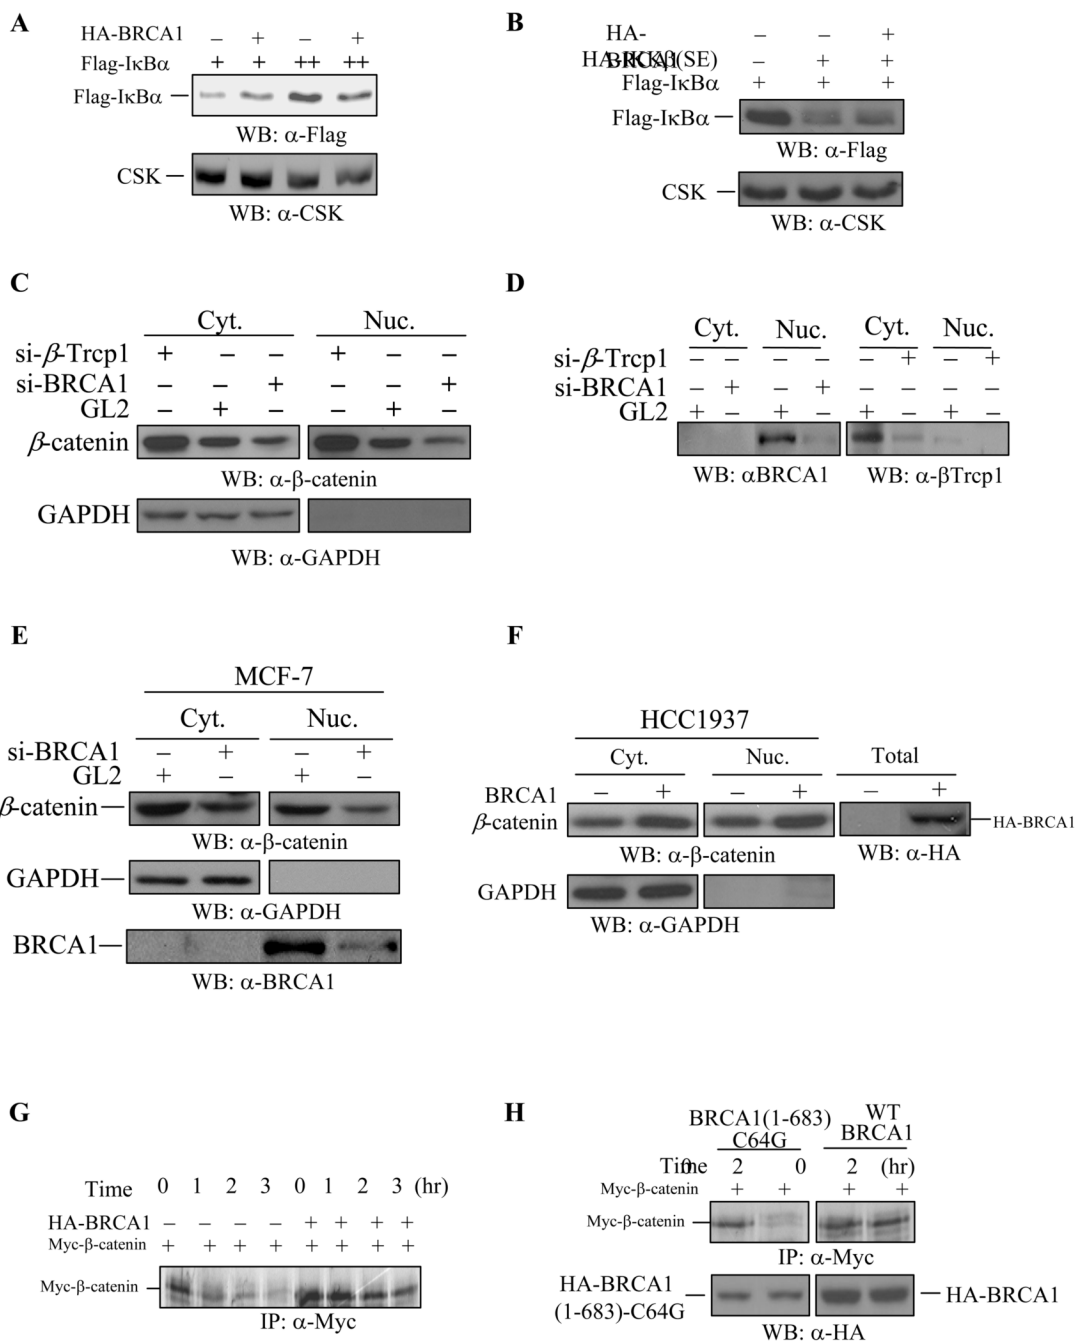 A
HA-BRCA1 – + – +
Flag-IκBα + + ++ ++
Flag-IκBα
WB: α-Flag
CSK
WB: α-CSK
B
HA-BRCA1 – – +
HA-IKKβ(SE) – + +
Flag-IκBα + + +
Flag-IκBα
WB: α-Flag
CSK
WB: α-CSK
C
Cyt. Nuc.
si-β-Trcp1 + – – + – –
si-BRCA1 – – + – – +
GL2 – + – – + –
β-catenin
WB: α-β-catenin
GAPDH
WB: α-GAPDH
D
Cyt. Nuc. Cyt. Nuc.
si-β-Trcp1 – – – – – + – +
si-BRCA1 – + – + – – – –
GL2 + – + – + – + –
WB: αBRCA1 WB: α-βTrcp1
E
MCF-7
Cyt. Nuc.
si-BRCA1 – + – +
GL2 + – + –
β-catenin
WB: α-β-catenin
GAPDH
WB: α-GAPDH
BRCA1
WB: α-BRCA1
F
HCC1937
Cyt. Nuc. Total
BRCA1 – + – + – +
β-catenin HA-BRCA1
WB: α-β-catenin WB: α-HA
GAPDH
WB: α-GAPDH
G
Time 0 1 2 3 0 1 2 3 (hr)
HA-BRCA1 – – – – + + + +
Myc-β-catenin + + + + + + + +
Myc-β-catenin
IP: α-Myc
H
BRCA1(1-683) WT
C64G BRCA1
Time 0 2 0 2 (hr)
Myc-β-catenin + + + +
Myc-β-catenin
IP: α-Myc
HA-BRCA1
(1-683)-C64G HA-BRCA1
WB: α-HA